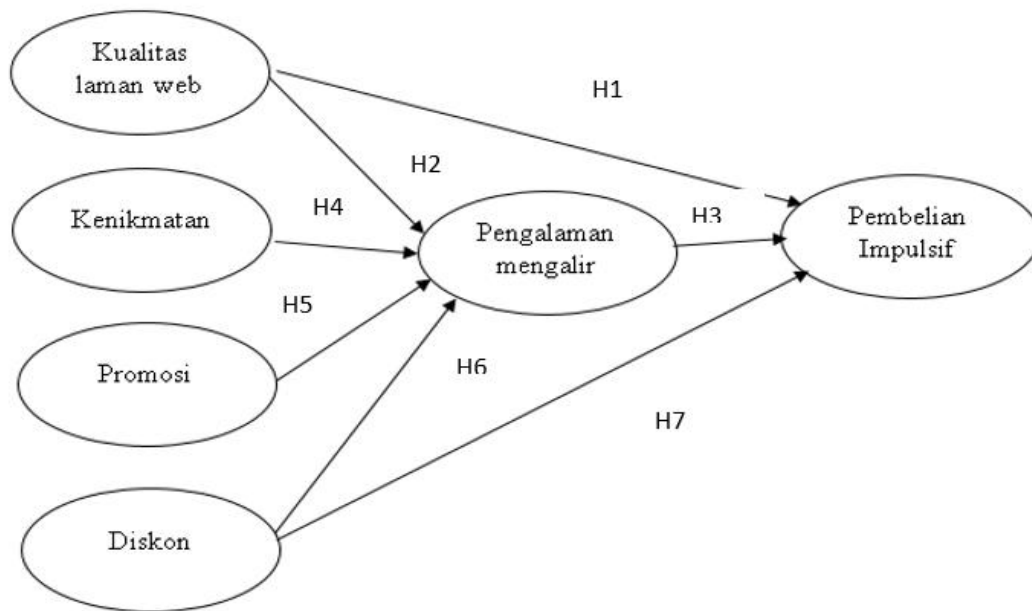 Kualitas
laman web
H1
H2
Kenikmatan
H4
Pengalaman
mengalir
H3
Pembelian
Impulsif
H5
Promosi
H6
H7
Diskon